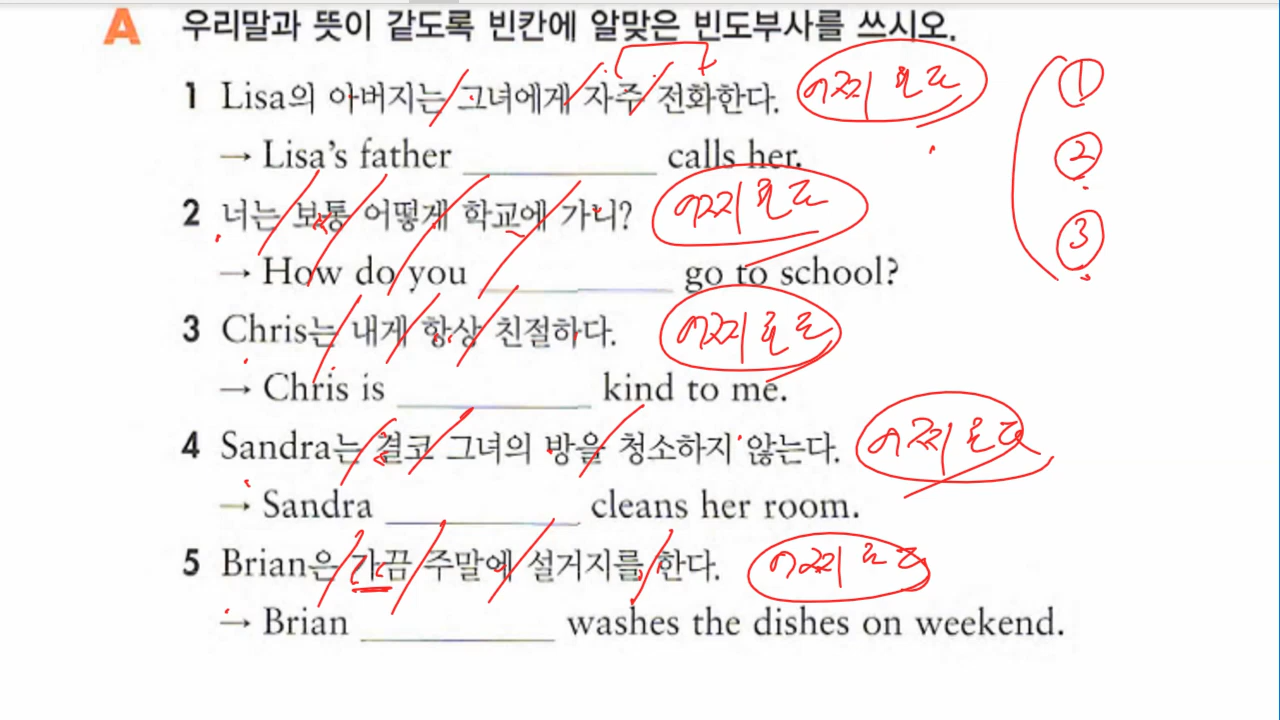 A 우리말과 뜻이 같도록 빈칸에 알맞은 빈도부사를 쓰시오.
1 Lisa의 아버지는 그녀에게 자주 전화한다.
→ Lisa's father ____________ calls her.
2 너는 보통 어떻게 학교에 가니?
→ How do you ____________ go to school?
3 Chris는 내게 항상 친절하다.
→ Chris is ____________ kind to me.
4 Sandra는 결코 그녀의 방을 청소하지 않는다.
→ Sandra ____________ cleans her room.
5 Brian은 가끔 주말에 설거지를 한다.
→ Brian ____________ washes the dishes on weekend.
①
②
③